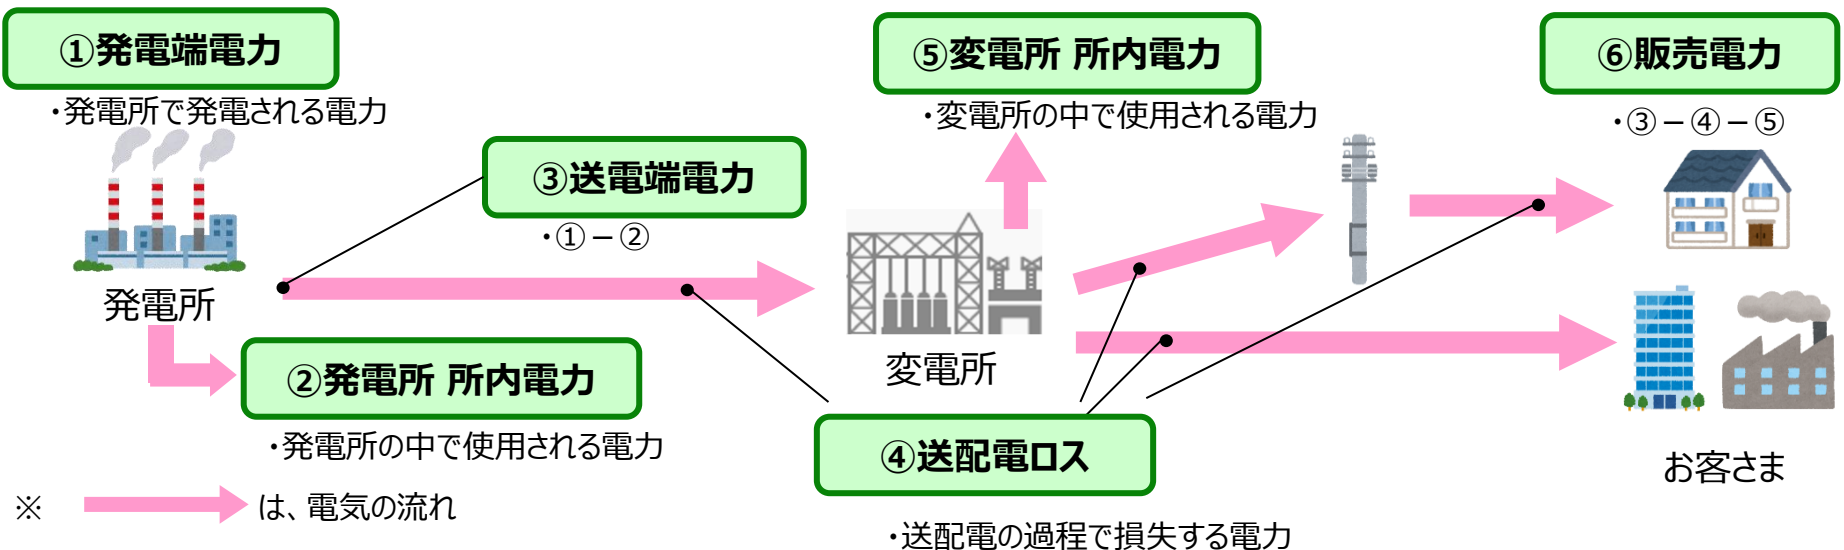 ①発電端電力
・発電所で発電される電力
発電所
②発電所 所内電力
・発電所の中で使用される電力
③送電端電力
・①－②
⑤変電所 所内電力
・変電所の中で使用される電力
変電所
④送配電ロス
・送配電の過程で損失する電力
⑥販売電力
・③－④－⑤
お客さま
※ は、電気の流れ